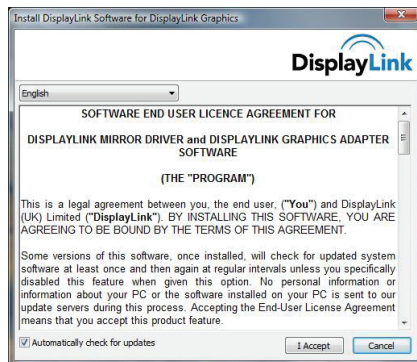 Install DisplayLink Software for DisplayLink Graphics
DisplayLink
English
SOFTWARE END USER LICENCE AGREEMENT FOR
DISPLAYLINK MIRROR DRIVER and DISPLAYLINK GRAPHICS ADAPTER
SOFTWARE
(THE "PROGRAM")
This is a legal agreement between you, the end user, ("You") and DisplayLink
(UK) Limited ("DisplayLink"). BY INSTALLING THIS SOFTWARE, YOU ARE
AGREEING TO BE BOUND BY THE TERMS OF THIS AGREEMENT.
Some versions of this software, once installed, will check for updated system
software at least once and then again at regular intervals unless you specifically
disabled this feature when given this option. No personal information or
information about your PC or the software installed on your PC is sent to our
update servers during this process. Accepting the End-User License Agreement
means that you accept this product feature.
Automatically check for updates
I Accept
Cancel